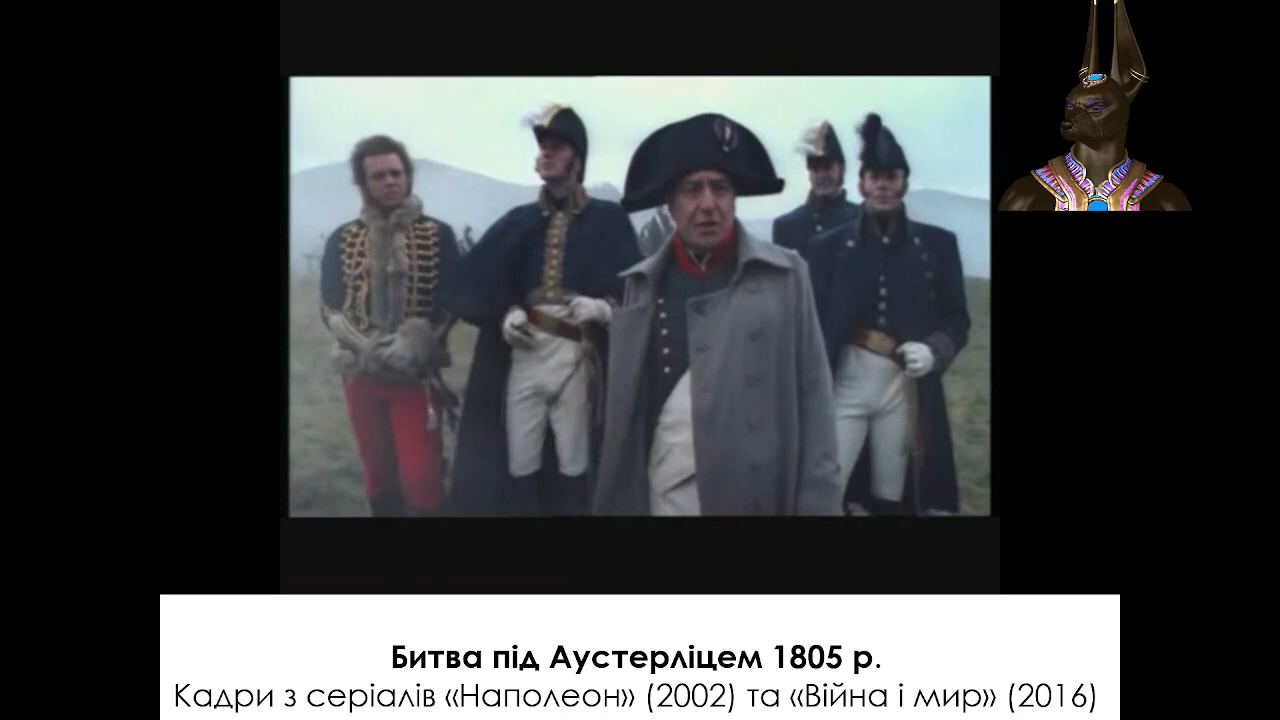 Битва під Аустерліцем 1805 р.
Кадри з серіалів «Наполеон» (2002) та «Війна і мир» (2016)